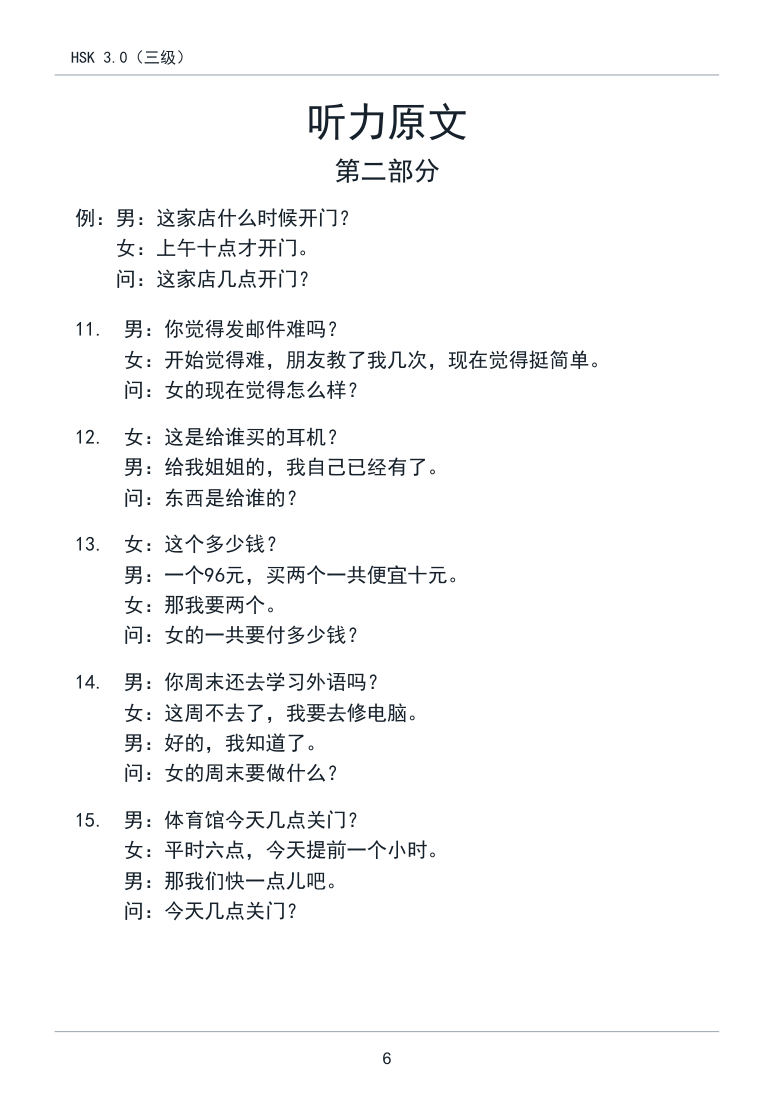 HSK 3.0（三级）
听力原文
第二部分
例：男：这家店什么时候开门？
女：上午十点才开门。
问：这家店几点开门？
11. 男：你觉得发邮件难吗？
女：开始觉得难，朋友教了我几次，现在觉得挺简单。
问：女的现在觉得怎么样？
12. 女：这是给谁买的耳机？
男：给我姐姐的，我自己已经有了。
问：东西是给谁的？
13. 女：这个多少钱？
男：一个96元，买两个一共便宜十元。
女：那我要两个。
问：女的一共要付多少钱？
14. 男：你周末还去学习外语吗？
女：这周不去了，我要去修电脑。
男：好的，我知道了。
问：女的周末要做什么？
15. 男：体育馆今天几点关门？
女：平时六点，今天提前一个小时。
男：那我们快一点儿吧。
问：今天几点关门？
6